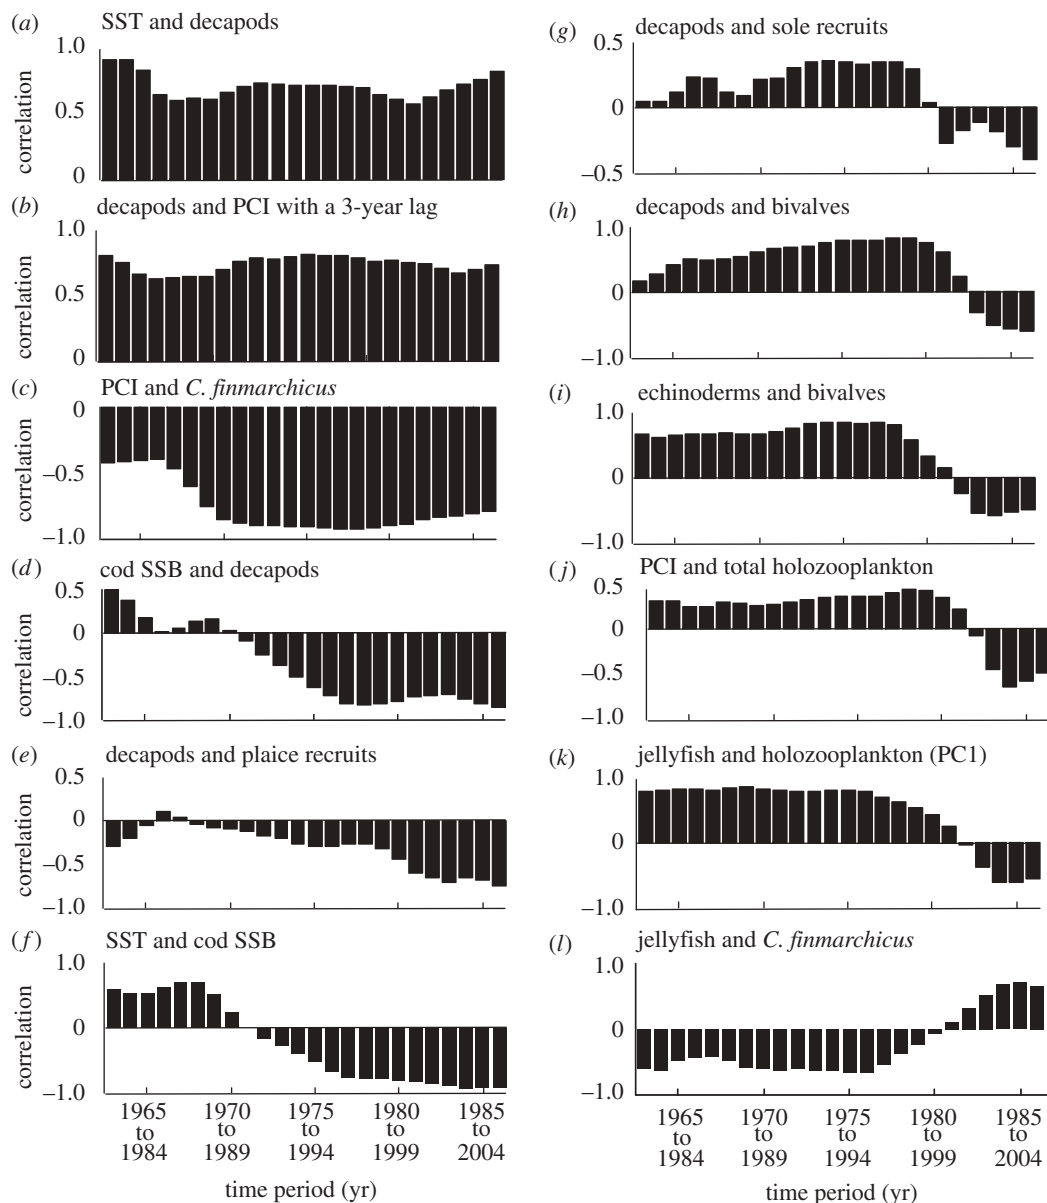 (a) SST and decapods
1.0
0.5
0
correlation
(b) decapods and PCI with a 3-year lag
1.0
0.5
0
correlation
(c) PCI and C. finmarchicus
0
–0.5
–1.0
correlation
(d) cod SSB and decapods
0.5
0
–0.5
–1.0
correlation
(e) decapods and plaice recruits
0.5
0
–0.5
–1.0
correlation
(f) SST and cod SSB
1.0
0
–1.0
correlation
1965 1970 1975 1980 1985
to to to to to
1984 1989 1994 1999 2004
time period (yr)
(g) decapods and sole recruits
0.5
0
–0.5
(h) decapods and bivalves
1.0
0
–1.0
(i) echinoderms and bivalves
1.0
0
–1.0
(j) PCI and total holozooplankton
0.5
0
–0.5
–1.0
(k) jellyfish and holozooplankton (PC1)
1.0
0
–1.0
(l) jellyfish and C. finmarchicus
1.0
0
–1.0
1965 1970 1975 1980 1985
to to to to to
1984 1989 1994 1999 2004
time period (yr)